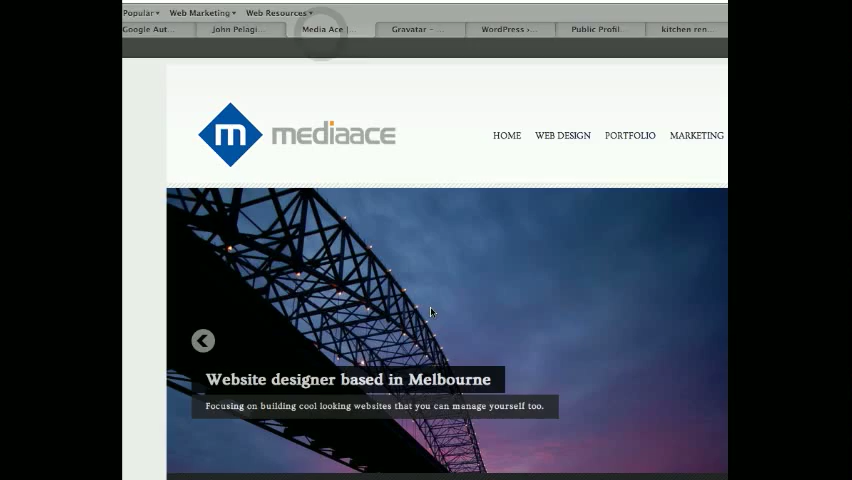 Popular▾ Web Marketing▾ Web Resources▾
Google Aut... John Pelagi... Media Ace |... Gravatar – ... WordPress ›... Public Profil... kitchen ren...
m mediaace
HOME WEB DESIGN PORTFOLIO MARKETING
Website designer based in Melbourne
Focusing on building cool looking websites that you can manage yourself too.